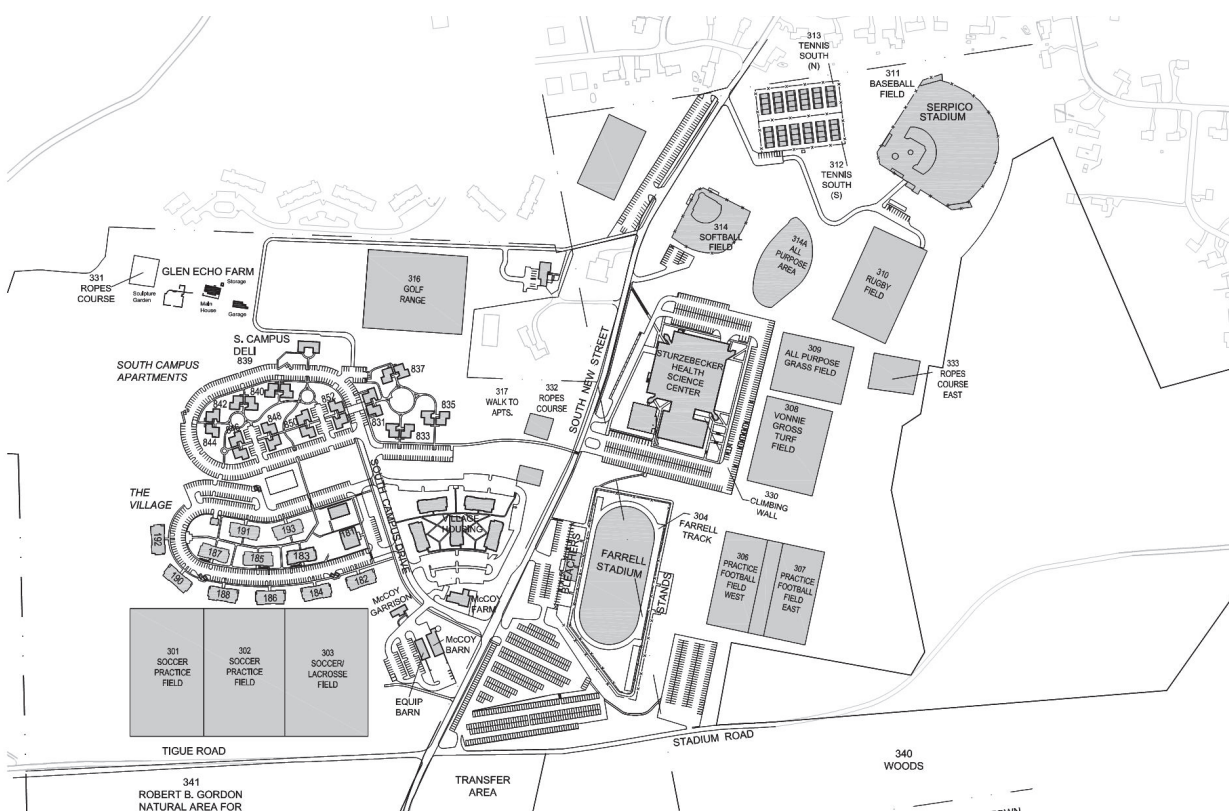 313
TENNIS
SOUTH
(N)
311
BASEBALL
FIELD
SERPICO
STADIUM
312
TENNIS
SOUTH
(S)
314
SOFTBALL
FIELD
314A
ALL
PURPOSE
AREA
310
RUGBY
FIELD
331
ROPES
COURSE
GLEN ECHO FARM
Storage
Sculpture
Garden
Main
House
Garage
316
GOLF
RANGE
S. CAMPUS
DELI
839
SOUTH CAMPUS
APARTMENTS
SOUTH NEW STREET
STURZEBECKER
HEALTH
SCIENCE
CENTER
309
ALL PURPOSE
GRASS FIELD
333
ROPES
COURSE
EAST
308
VONNIE
GROSS
TURF
FIELD
837
842
840
852
848
850
831
835
844
846
833
317
WALK TO
APTS.
332
ROPES
COURSE
THE
VILLAGE
SOUTH CAMPUS DRIVE
VILLAGE
HOUSING
330
CLIMBING
WALL
304
FARRELL
TRACK
BLEACHERS
FARRELL
STADIUM
STANDS
306
PRACTICE
FOOTBALL
FIELD
WEST
307
PRACTICE
FOOTBALL
FIELD
EAST
191
193
181
192
187
185
183
190
188
186
184
182
McCOY
GARRISON
McCOY
FARM
McCOY
BARN
EQUIP
BARN
301
SOCCER
PRACTICE
FIELD
302
SOCCER
PRACTICE
FIELD
303
SOCCER/
LACROSSE
FIELD
TIGUE ROAD
STADIUM ROAD
341
ROBERT B. GORDON
NATURAL AREA FOR
TRANSFER
AREA
340
WOODS